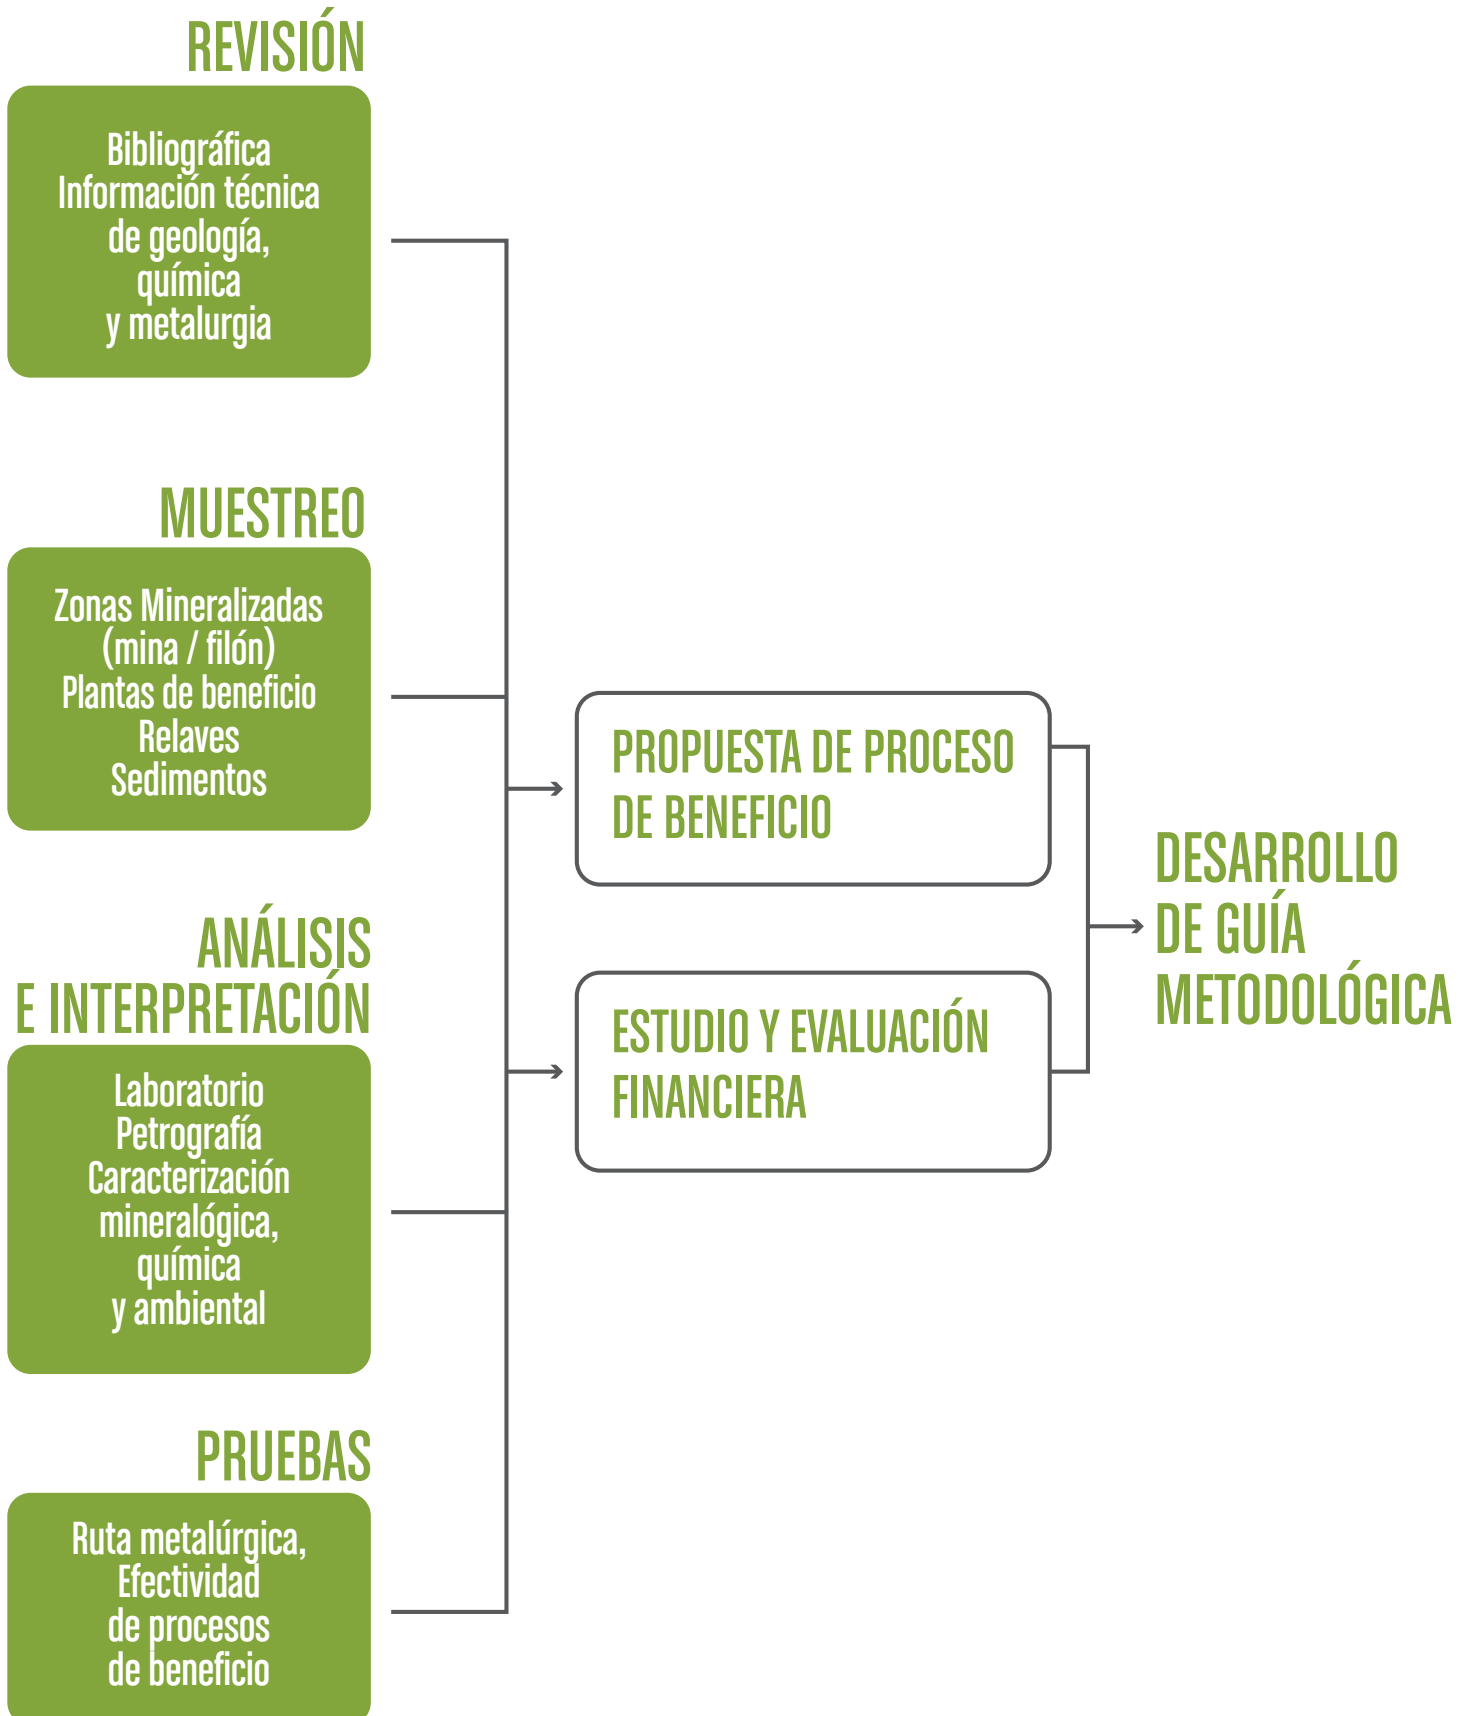 REVISIÓN
Bibliográfica
Información técnica
de geología,
química
y metalurgia
MUESTREO
Zonas Mineralizadas
(mina / filón)
Plantas de beneficio
Relaves
Sedimentos
ANÁLISIS
E INTERPRETACIÓN
Laboratorio
Petrografía
Caracterización
mineralógica,
química
y ambiental
PRUEBAS
Ruta metalúrgica,
Efectividad
de procesos
de beneficio
PROPUESTA DE PROCESO
DE BENEFICIO
ESTUDIO Y EVALUACIÓN
FINANCIERA
DESARROLLO
DE GUÍA
METODOLÓGICA